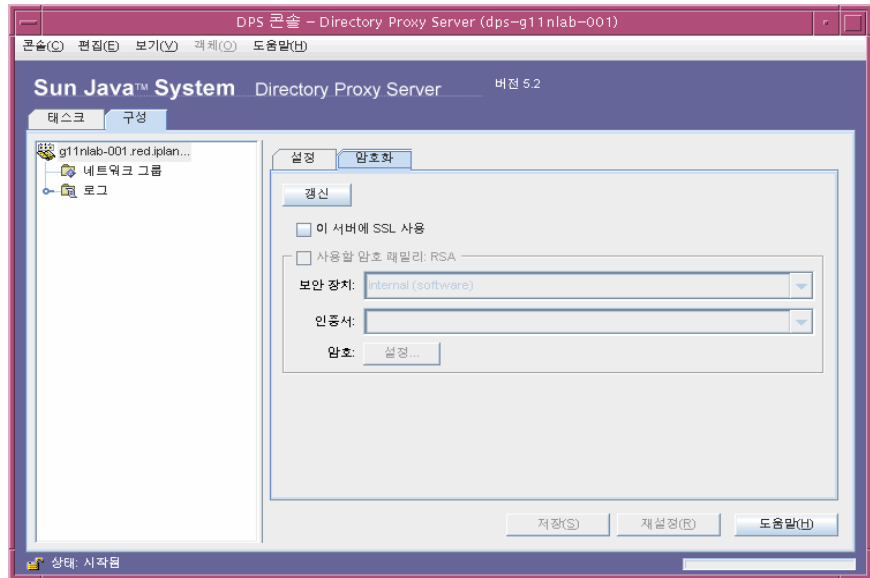 DPS 콘솔 – Directory Proxy Server (dps–g11nlab–001)
콘솔(C) 편집(E) 보기(V) 객체(O) 도움말(H)
Sun Java™ System Directory Proxy Server 버전 5.2
태스크 구성
g11nlab-001.red.iplan...
네트워크 그룹
로그
설정 암호화
갱신
이 서버에 SSL 사용
사용할 암호 패밀리: RSA
보안 장치: internal (software)
인증서:
암호: 설정...
저장(S) 재설정(R) 도움말(H)
상태: 시작됨